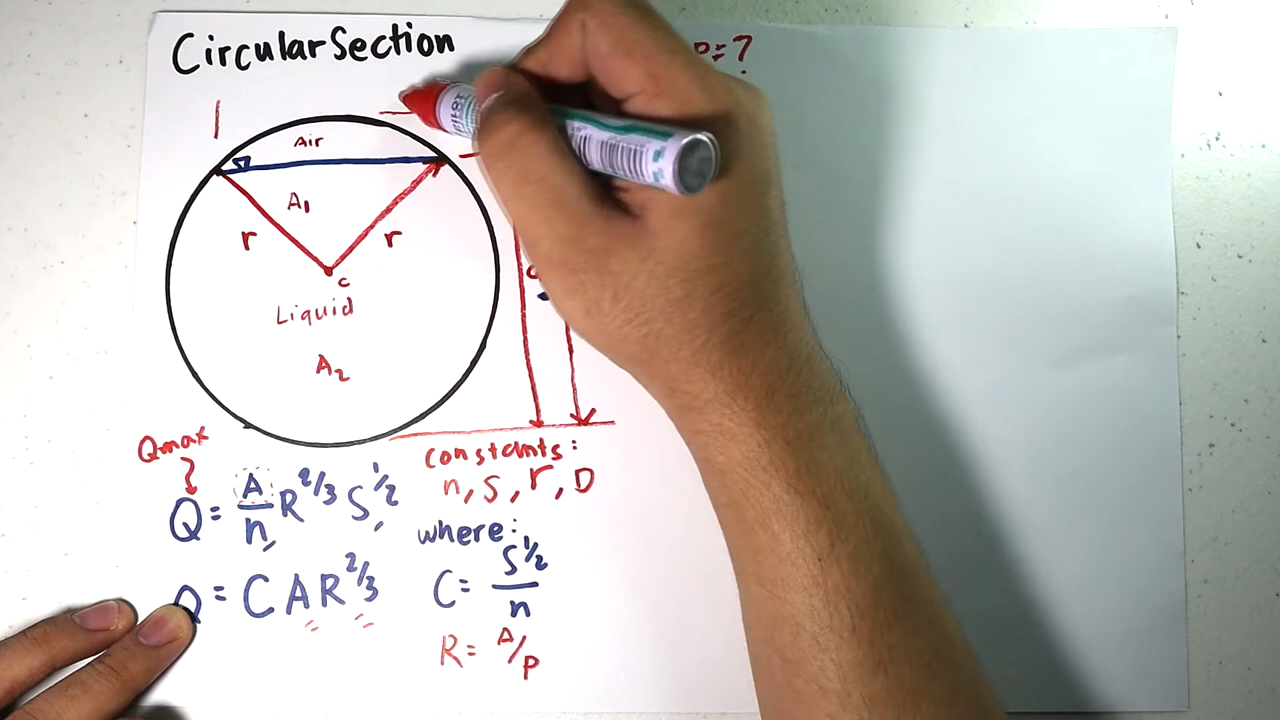 Circular Section
P=?
Air
A1
r r
c
Liquid
A2
Qmax
constants:
n, S, r, D
Q = A/n R^2/3 S^1/2
where:
Q = C A R^2/3
C = S^1/2 / n
R = A/P